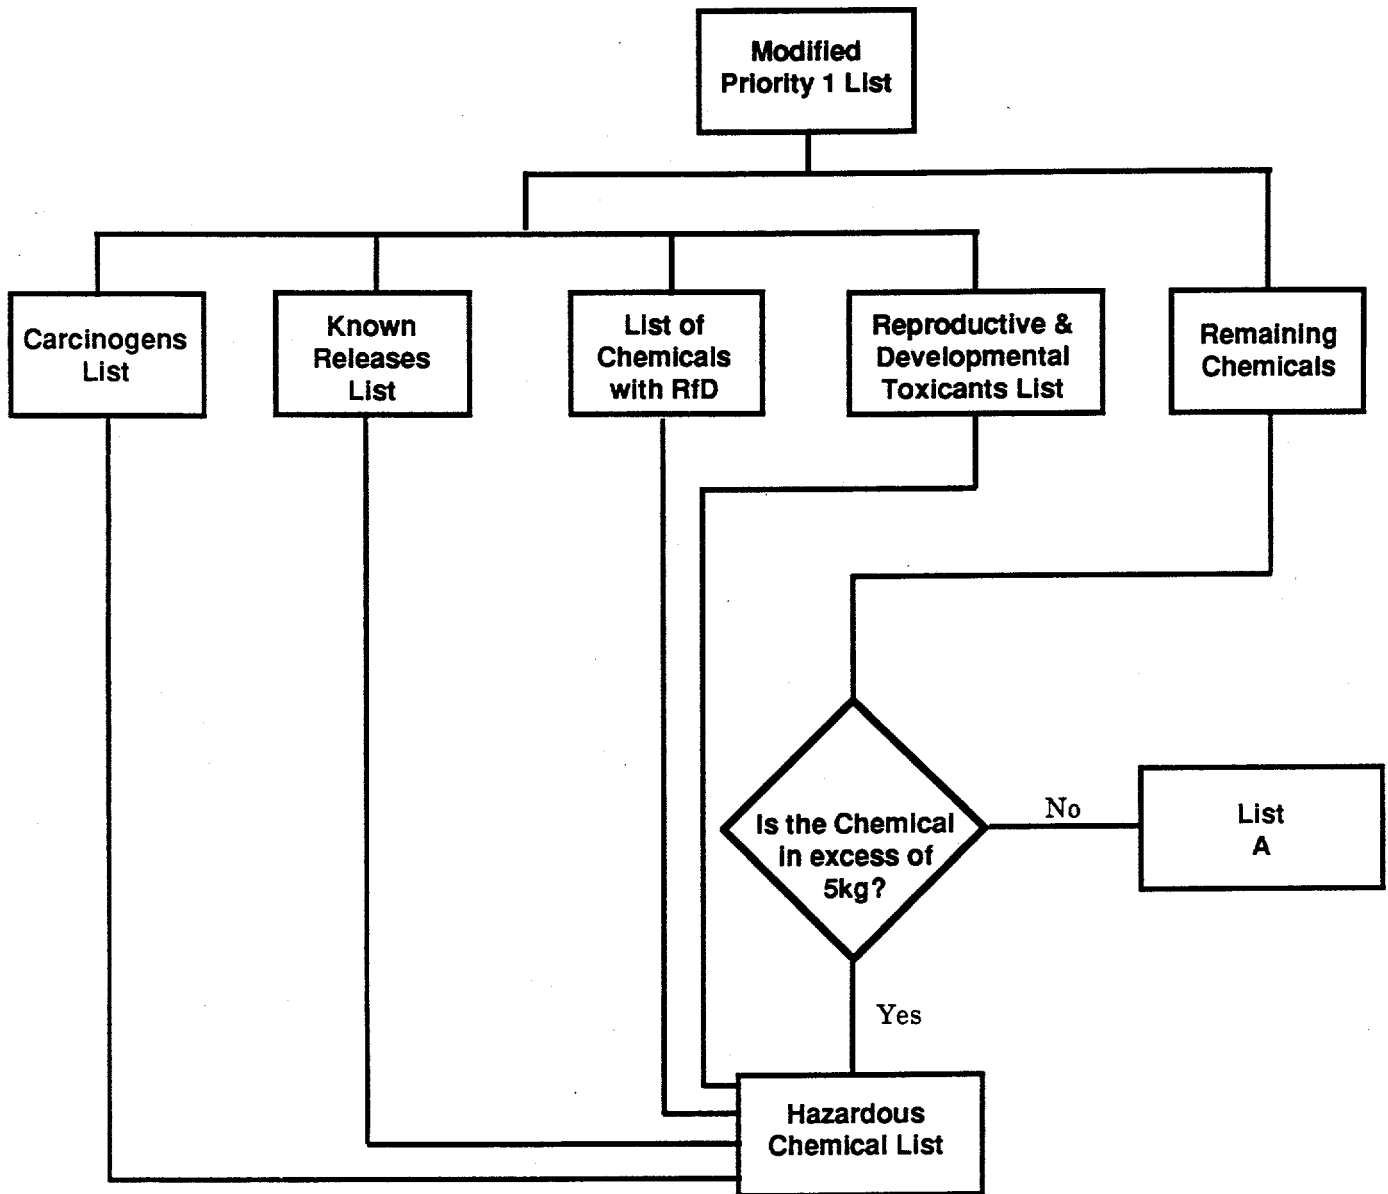 Modified
Priority 1 List
Carcinogens
List
Known
Releases
List
List of
Chemicals
with RfD
Reproductive &
Developmental
Toxicants List
Remaining
Chemicals
Is the Chemical
in excess of
5kg?
No
List
A
Yes
Hazardous
Chemical List